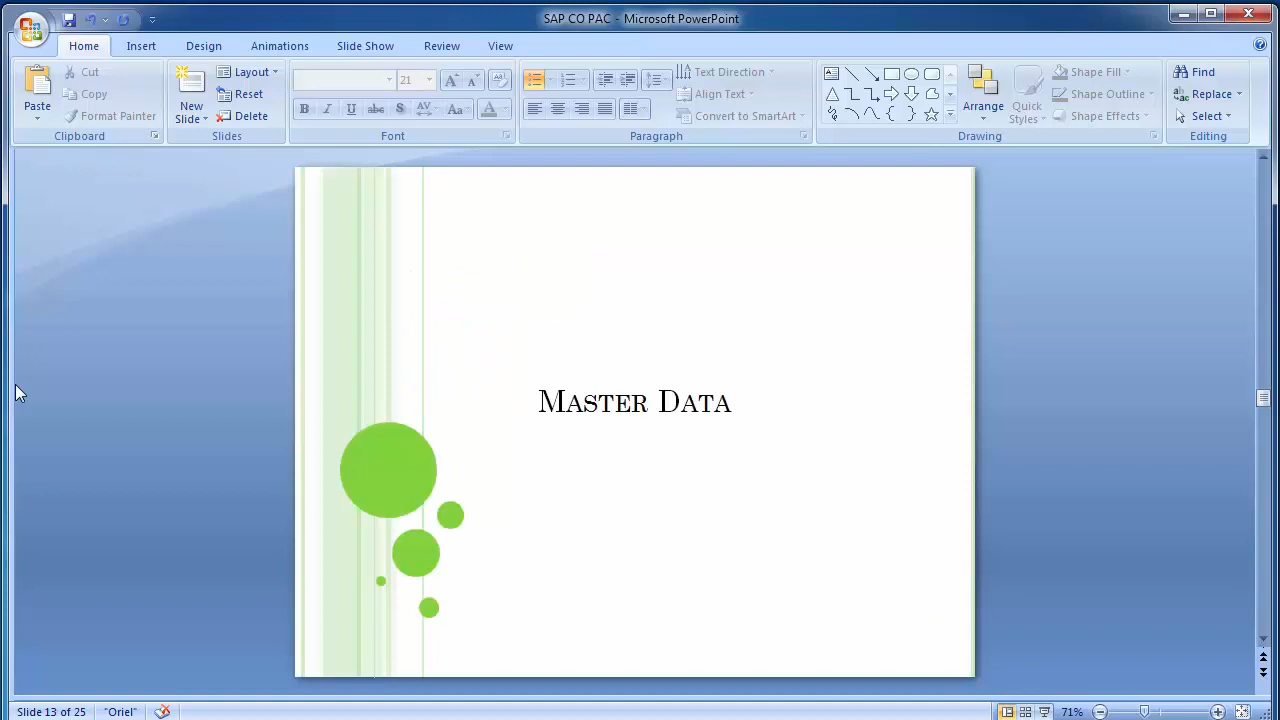 SAP CO PAC - Microsoft PowerPoint
Home Insert Design Animations Slide Show Review View
Cut Layout 21 Text Direction Shape Fill Find
Copy Reset Align Text Shape Outline Replace
Paste Format Painter New Slide Delete B I U abc S AV Aa A Convert to SmartArt Arrange Quick Styles Shape Effects Select
Clipboard Slides Font Paragraph Drawing Editing
MASTER DATA
Slide 13 of 25 "Oriel" 71%